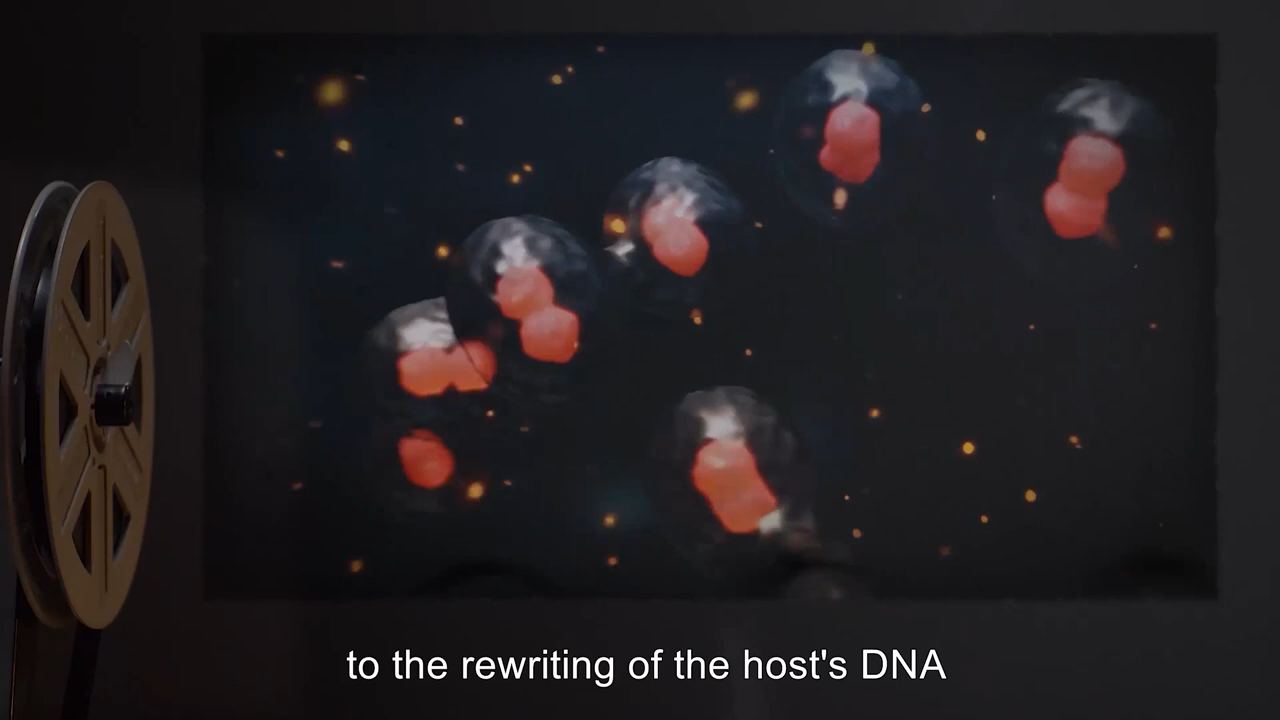 to the rewriting of the host's DNA